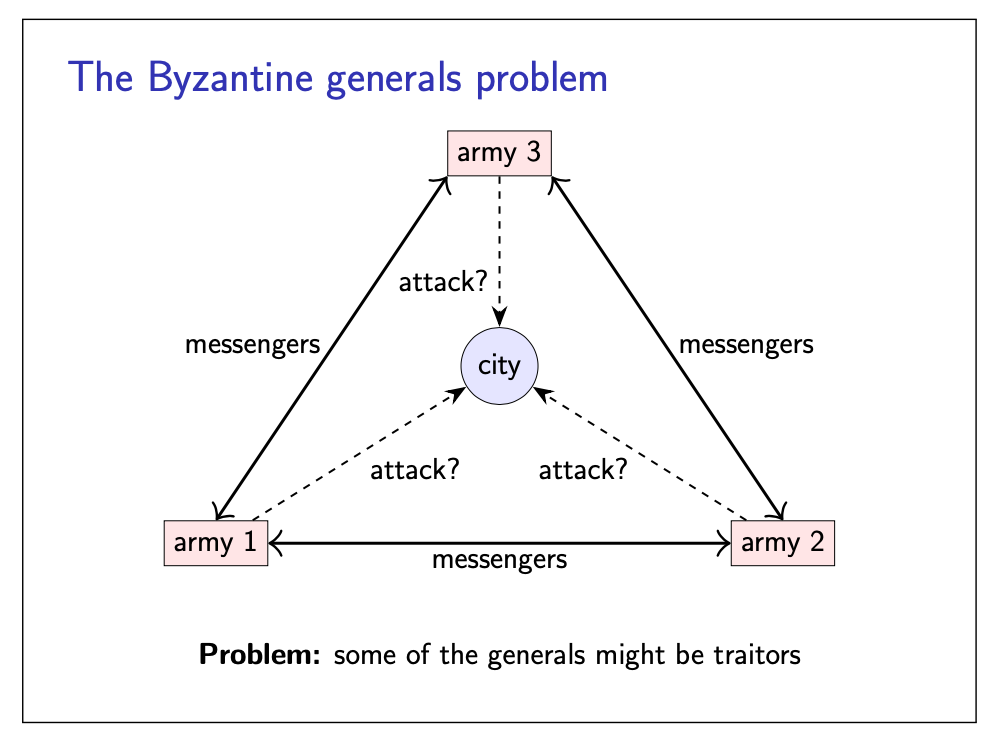 The Byzantine generals problem
army 3
attack?
messengers
messengers
city
attack?
attack?
army 1
army 2
messengers
Problem: some of the generals might be traitors